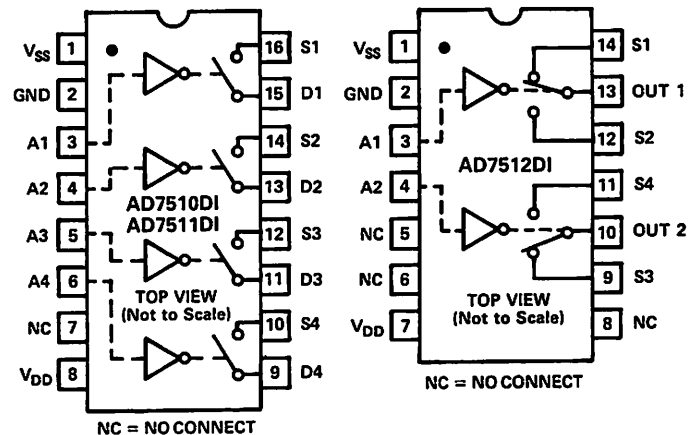 VSS 1
GND 2
A1 3
A2 4
A3 5
A4 6
NC 7
VDD 8
16 S1
15 D1
14 S2
13 D2
12 S3
11 D3
10 S4
9 D4
AD7510DI
AD7511DI
TOP VIEW
(Not to Scale)
NC = NO CONNECT
VSS 1
GND 2
A1 3
A2 4
NC 5
NC 6
VDD 7
14 S1
13 OUT 1
12 S2
11 S4
10 OUT 2
9 S3
8 NC
AD7512DI
TOP VIEW
(Not to Scale)
NC = NO CONNECT